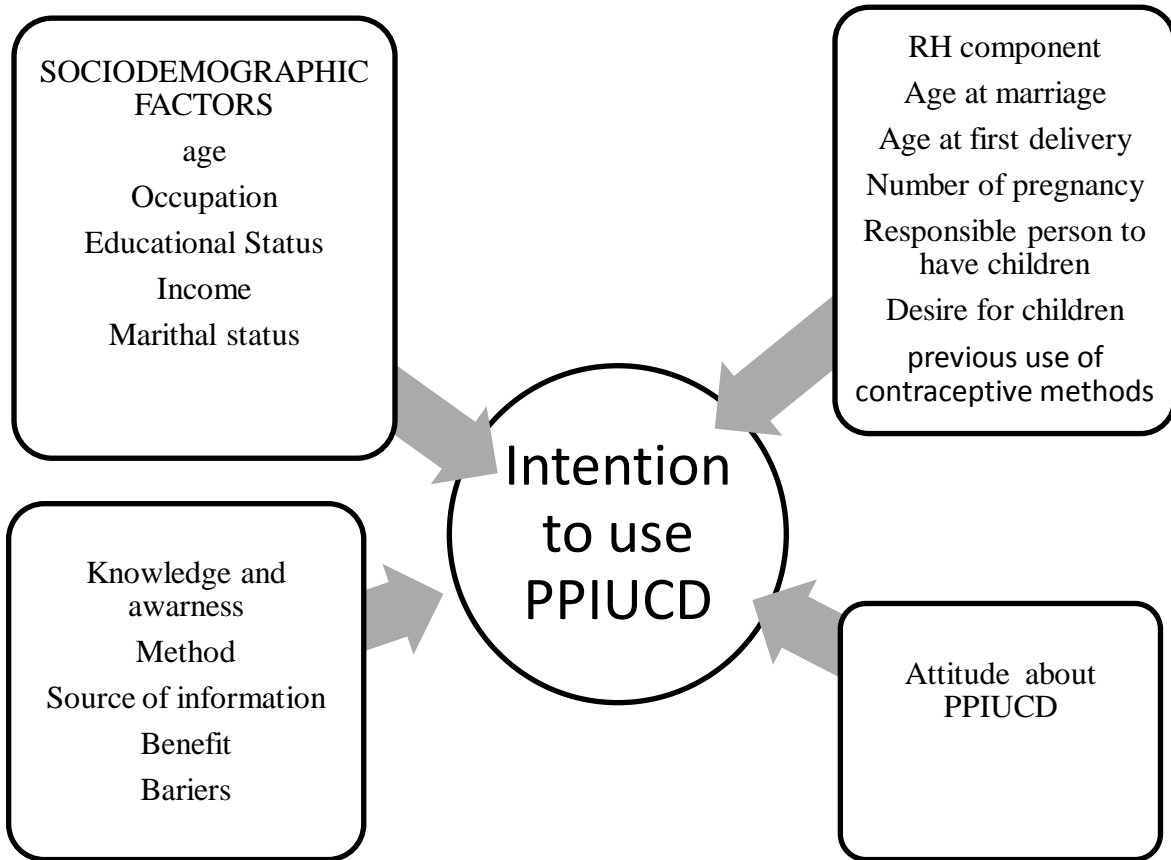 SOCIODEMOGRAPHIC
FACTORS
age
Occupation
Educational Status
Income
Marithal status
RH component
Age at marriage
Age at first delivery
Number of pregnancy
Responsible person to
have children
Desire for children
previous use of
contraceptive methods
Intention
to use
PPIUCD
Knowledge and
awarness
Method
Source of information
Benefit
Bariers
Attitude about
PPIUCD